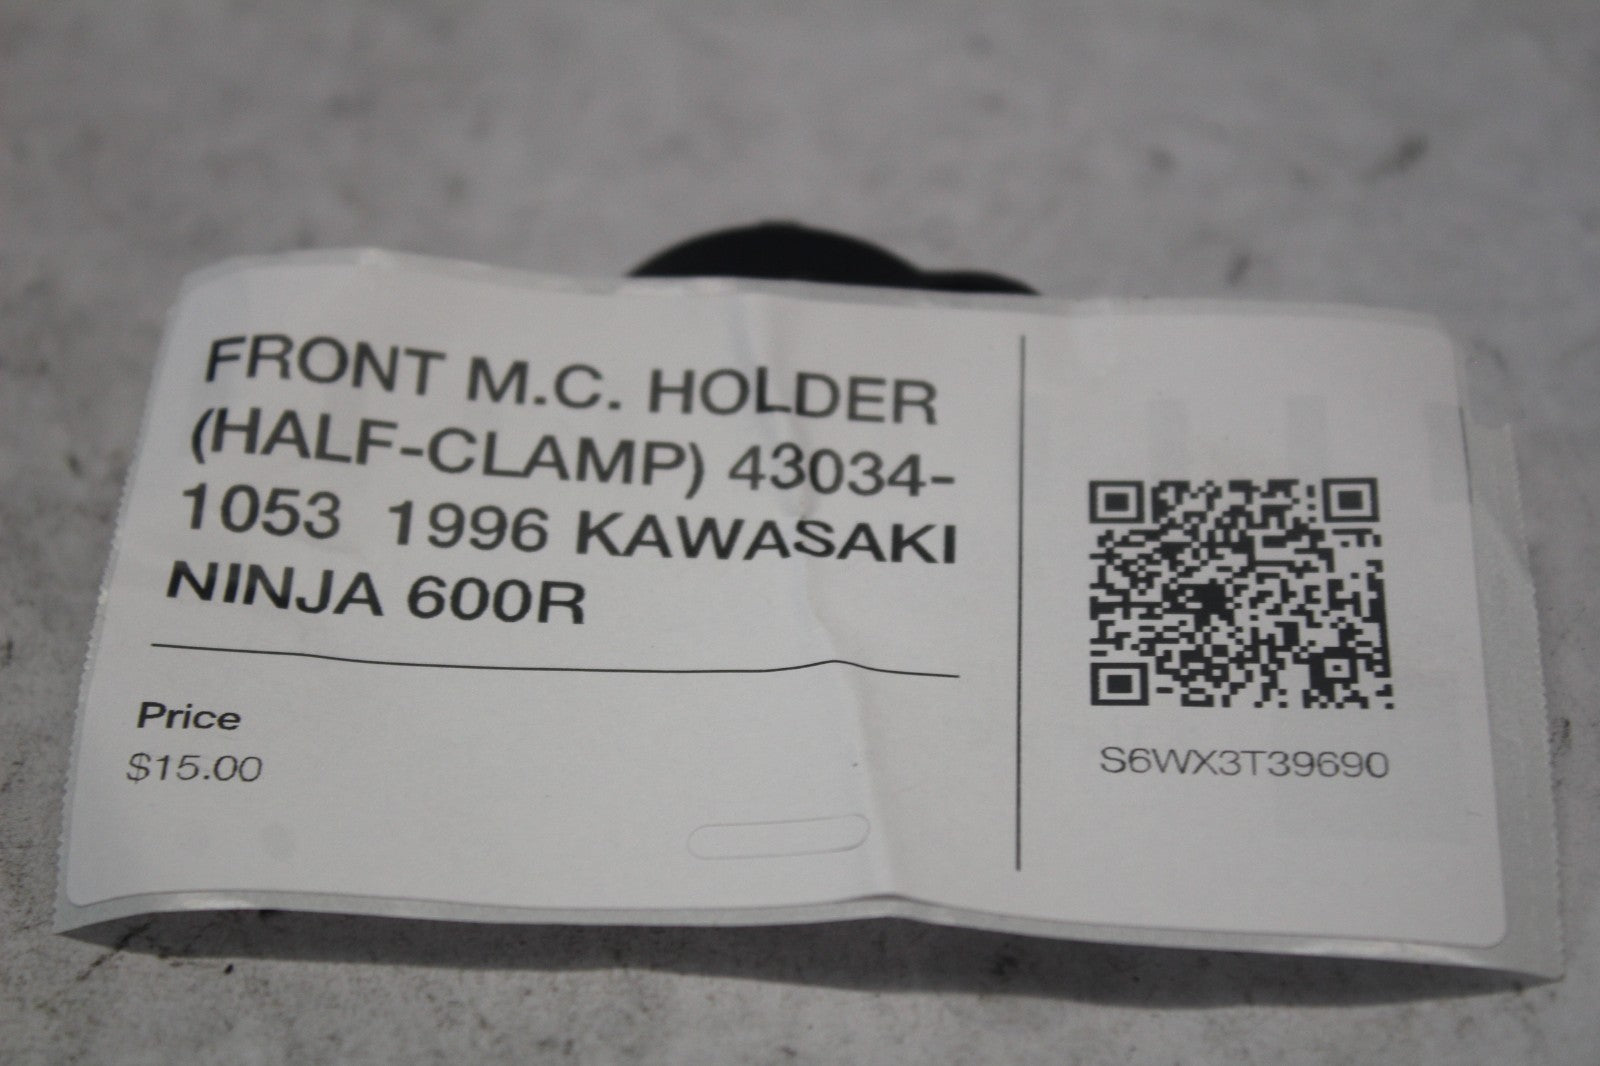 FRONT M.C. HOLDER
(HALF-CLAMP) 43034-
1053 1996 KAWASAKI
NINJA 600R
Price
$15.00
S6WX3T39690